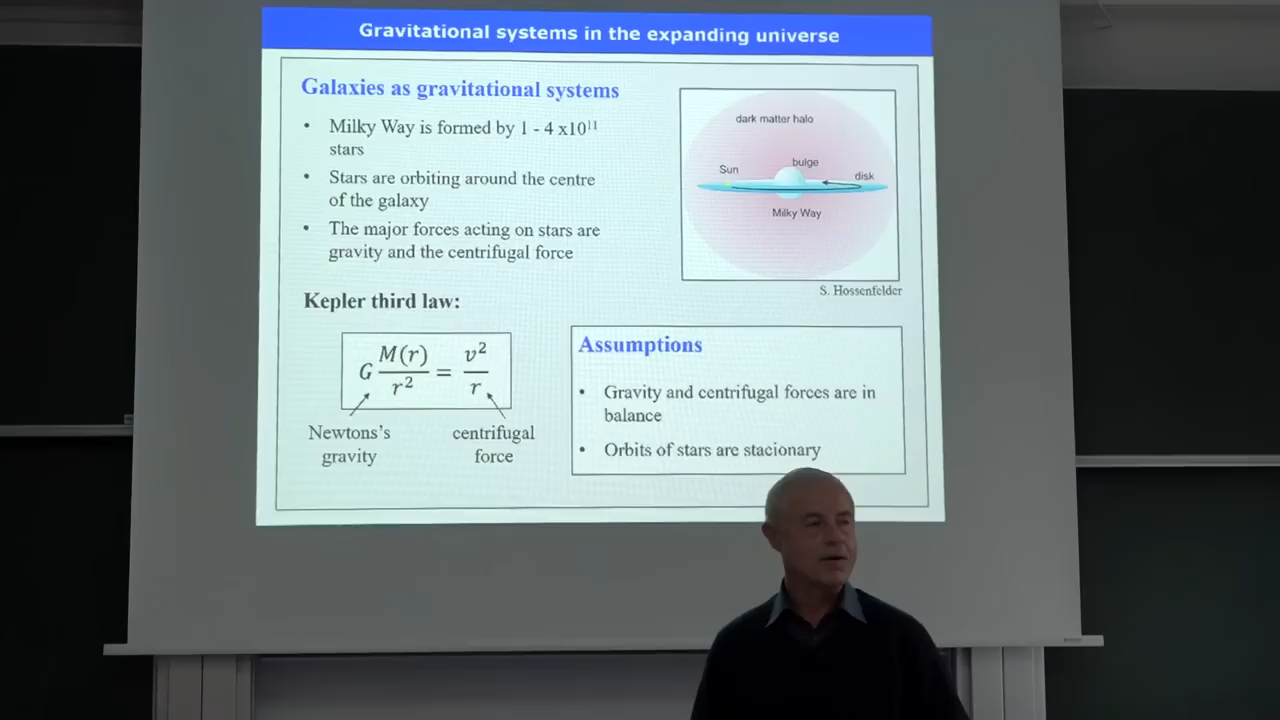 Gravitational systems in the expanding universe
Galaxies as gravitational systems
• Milky Way is formed by 1 - 4 x10¹¹
stars
• Stars are orbiting around the centre
of the galaxy
• The major forces acting on stars are
gravity and the centrifugal force
dark matter halo
bulge
Sun
disk
Milky Way
S. Hossenfelder
Kepler third law:
G M(r)/r² = v²/r
Newtons's
gravity
centrifugal
force
Assumptions
• Gravity and centrifugal forces are in
balance
• Orbits of stars are stacionary